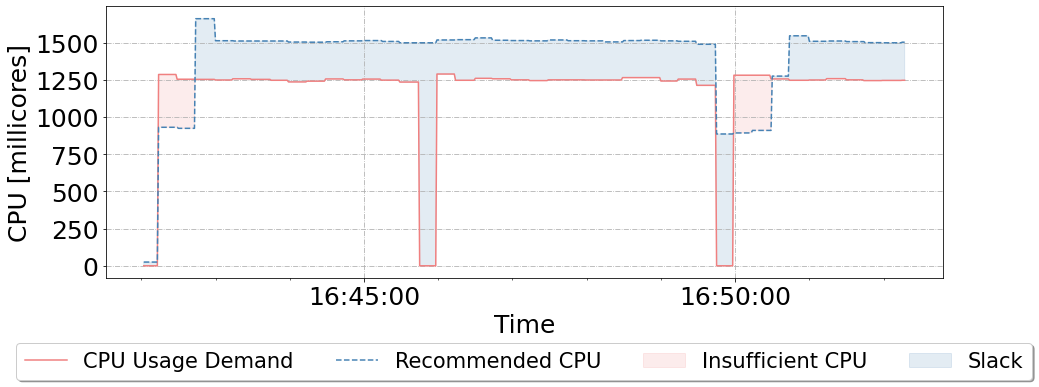 CPU [millicores]
1500
1250
1000
750
500
250
0
16:45:00 16:50:00
Time
CPU Usage Demand Recommended CPU Insufficient CPU Slack